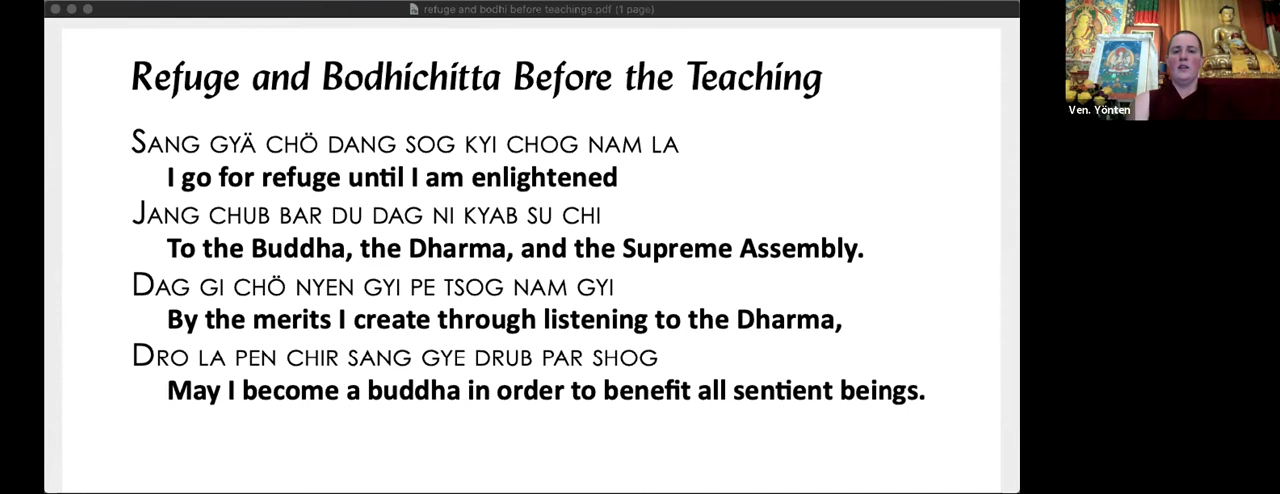 refuge and bodhi before teachings.pdf (1 page)
Refuge and Bodhichitta Before the Teaching
SANG GYÄ CHÖ DANG SOG KYI CHOG NAM LA
I go for refuge until I am enlightened
JANG CHUB BAR DU DAG NI KYAB SU CHI
To the Buddha, the Dharma, and the Supreme Assembly.
DAG GI CHÖ NYEN GYI PE TSOG NAM GYI
By the merits I create through listening to the Dharma,
DRO LA PEN CHIR SANG GYE DRUB PAR SHOG
May I become a buddha in order to benefit all sentient beings.
Ven. Yönten